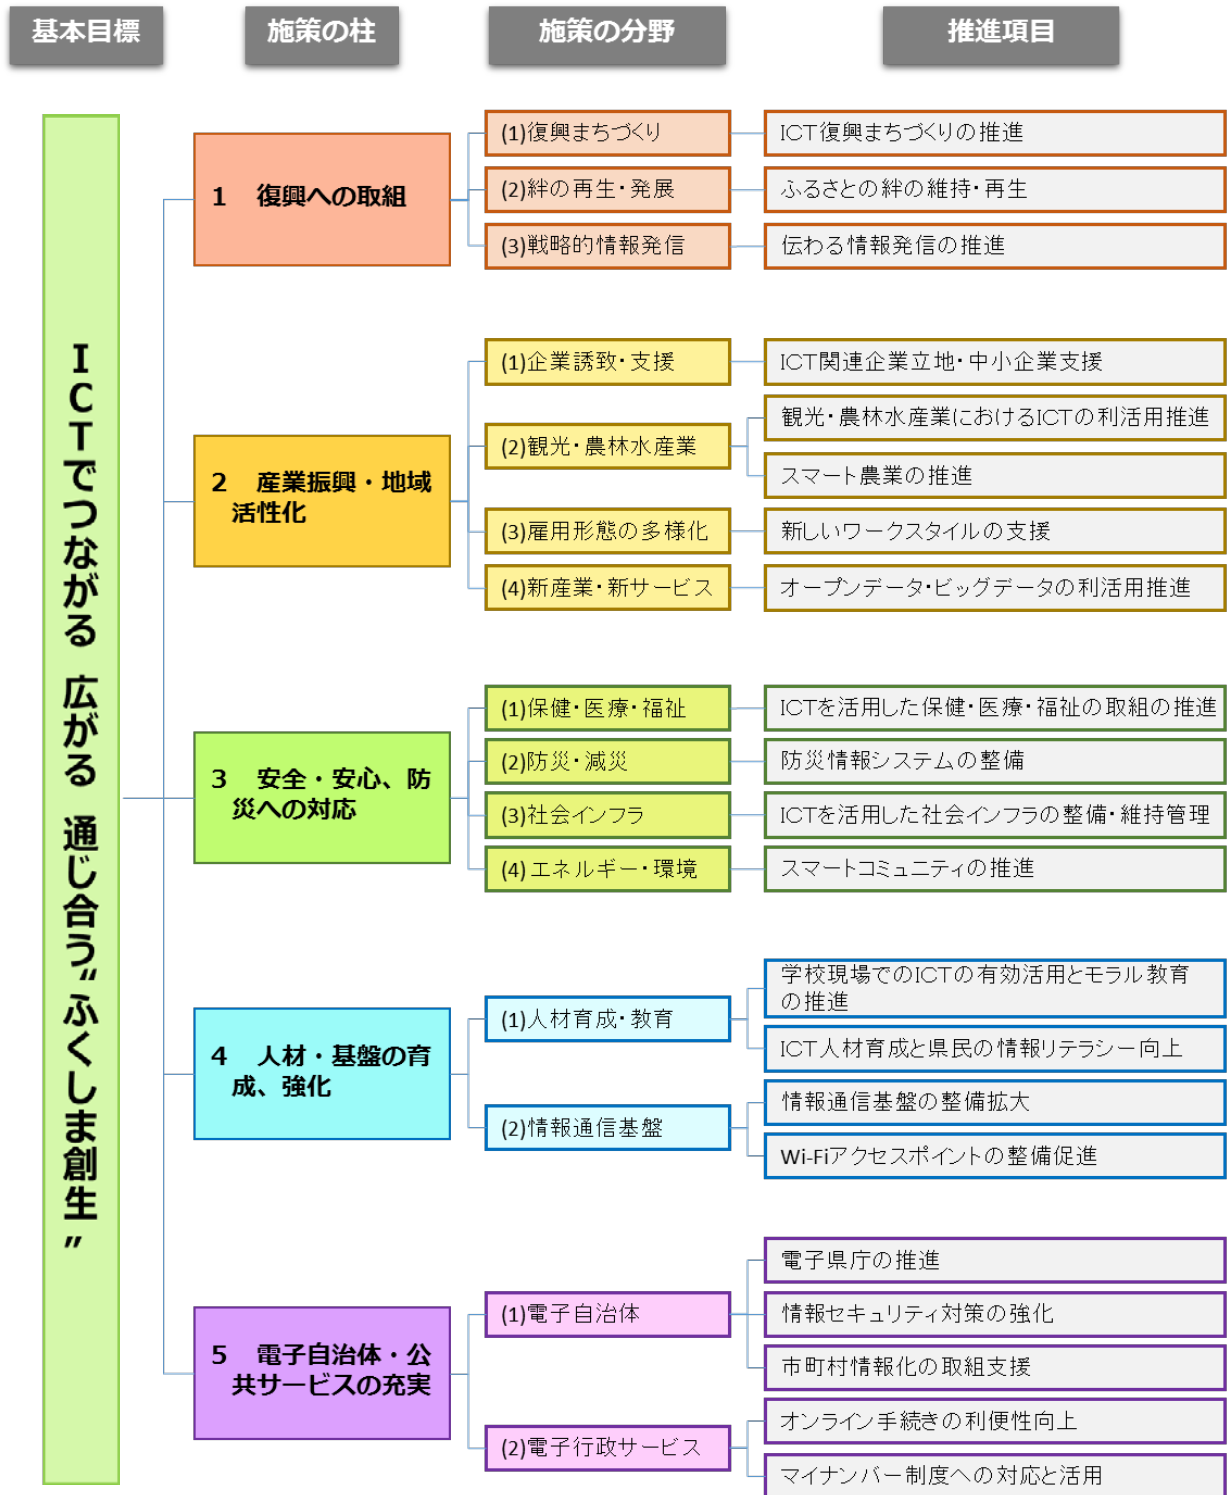 基本目標
施策の柱
施策の分野
推進項目
ICTでつながる 広がる 通じ合う“ふくしま創生”
1 復興への取組
(1)復興まちづくり
ICT復興まちづくりの推進
(2)絆の再生・発展
ふるさとの絆の維持・再生
(3)戦略的情報発信
伝わる情報発信の推進
2 産業振興・地域
活性化
(1)企業誘致・支援
ICT関連企業立地・中小企業支援
(2)観光・農林水産業
観光・農林水産業におけるICTの利活用推進
スマート農業の推進
(3)雇用形態の多様化
新しいワークスタイルの支援
(4)新産業・新サービス
オープンデータ・ビッグデータの利活用推進
3 安全・安心、防
災への対応
(1)保健・医療・福祉
ICTを活用した保健・医療・福祉の取組の推進
(2)防災・減災
防災情報システムの整備
(3)社会インフラ
ICTを活用した社会インフラの整備・維持管理
(4)エネルギー・環境
スマートコミュニティの推進
4 人材・基盤の育
成、強化
(1)人材育成・教育
学校現場でのICTの有効活用とモラル教育
の推進
ICT人材育成と県民の情報リテラシー向上
(2)情報通信基盤
情報通信基盤の整備拡大
Wi-Fiアクセスポイントの整備促進
5 電子自治体・公
共サービスの充実
(1)電子自治体
電子県庁の推進
情報セキュリティ対策の強化
市町村情報化の取組支援
(2)電子行政サービス
オンライン手続きの利便性向上
マイナンバー制度への対応と活用